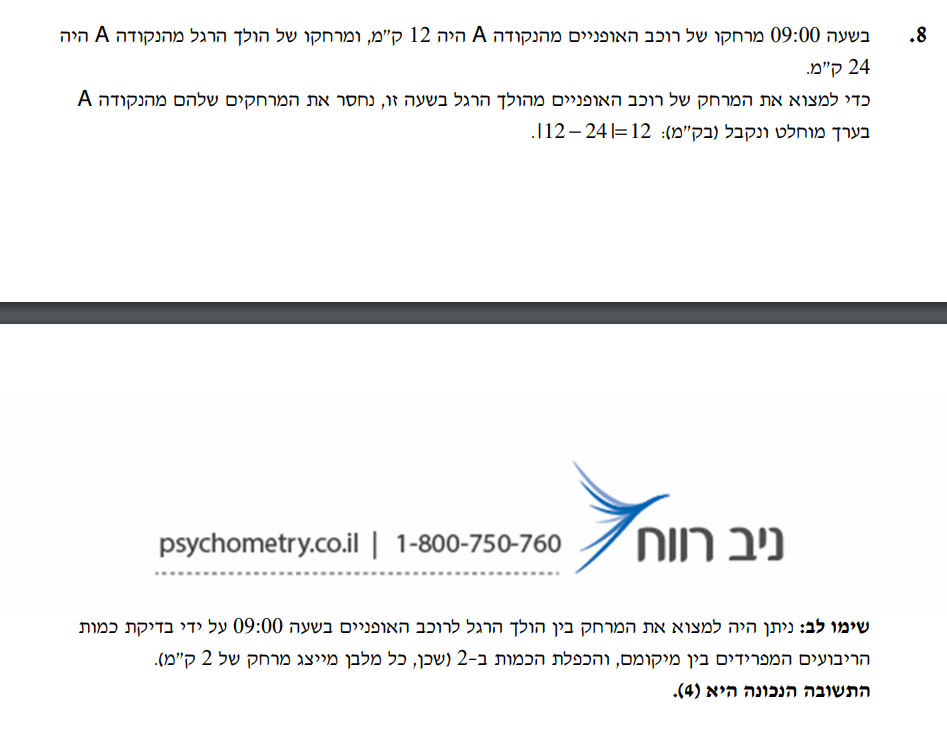 8. בשעה 09:00 מרחקו של רוכב האופניים מהנקודה A היה 12 ק"מ, ומרחקו של הולך הרגל מהנקודה A היה
24 ק"מ.
כדי למצוא את המרחק של רוכב האופניים מהולך הרגל בשעה זו, נחסר את המרחקים שלהם מהנקודה A
בערך מוחלט ונקבל (בק"מ): |12 – 24|= 12.
ניב רווח
psychometry.co.il | 1-800-750-760
שימו לב: ניתן היה למצוא את המרחק בין הולך הרגל לרוכב האופניים בשעה 09:00 על ידי בדיקת כמות
הריבועים המפרידים בין מיקומם, והכפלת הכמות ב-2 (שכן, כל מלבן מייצג מרחק של 2 ק"מ).
התשובה הנכונה היא (4).